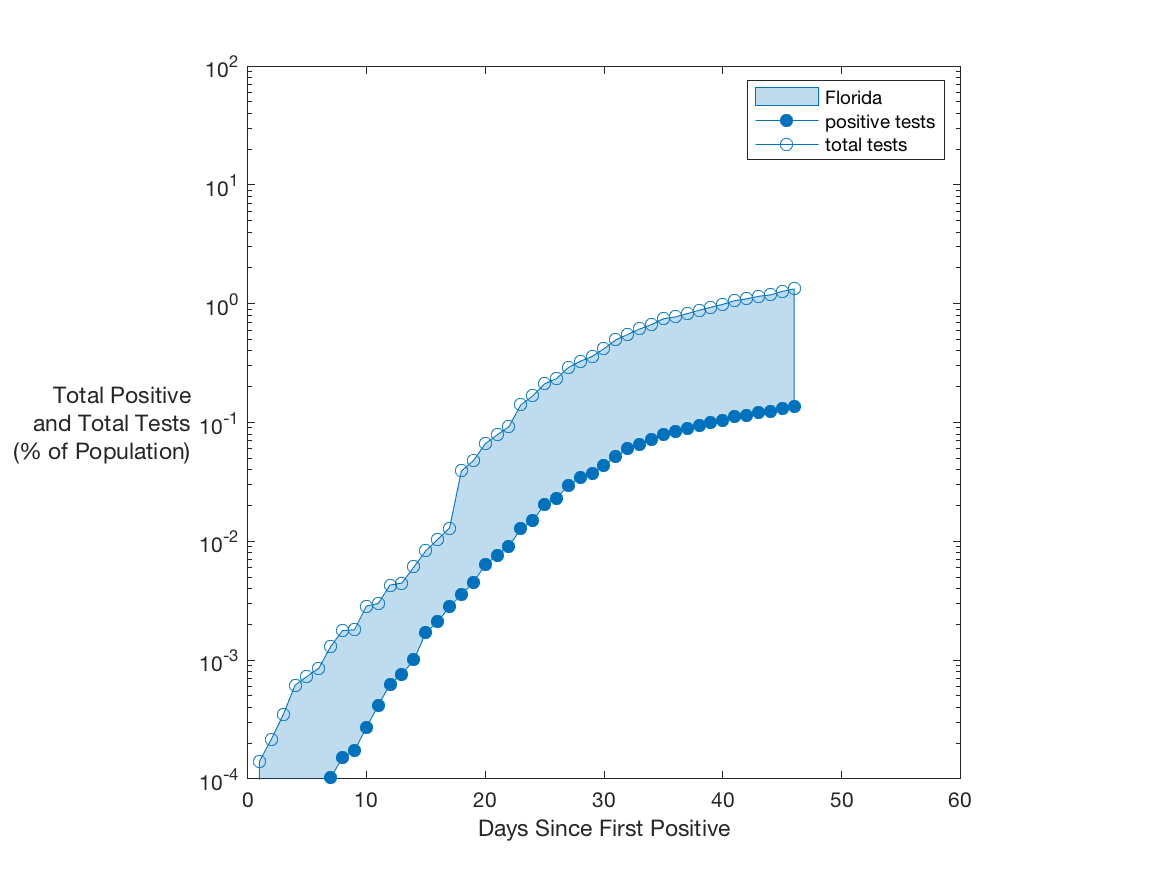 10^2
10^1
10^0
10^-1
10^-2
10^-3
10^-4
Total Positive
and Total Tests
(% of Population)
Florida
positive tests
total tests
0 10 20 30 40 50 60
Days Since First Positive